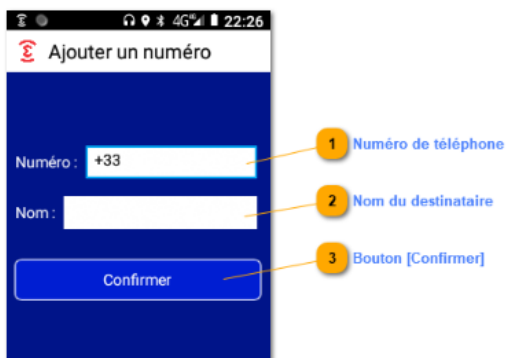 4G 22:26
Ajouter un numéro
Numéro : +33
1 Numéro de téléphone
Nom :
2 Nom du destinataire
Confirmer
3 Bouton [Confirmer]